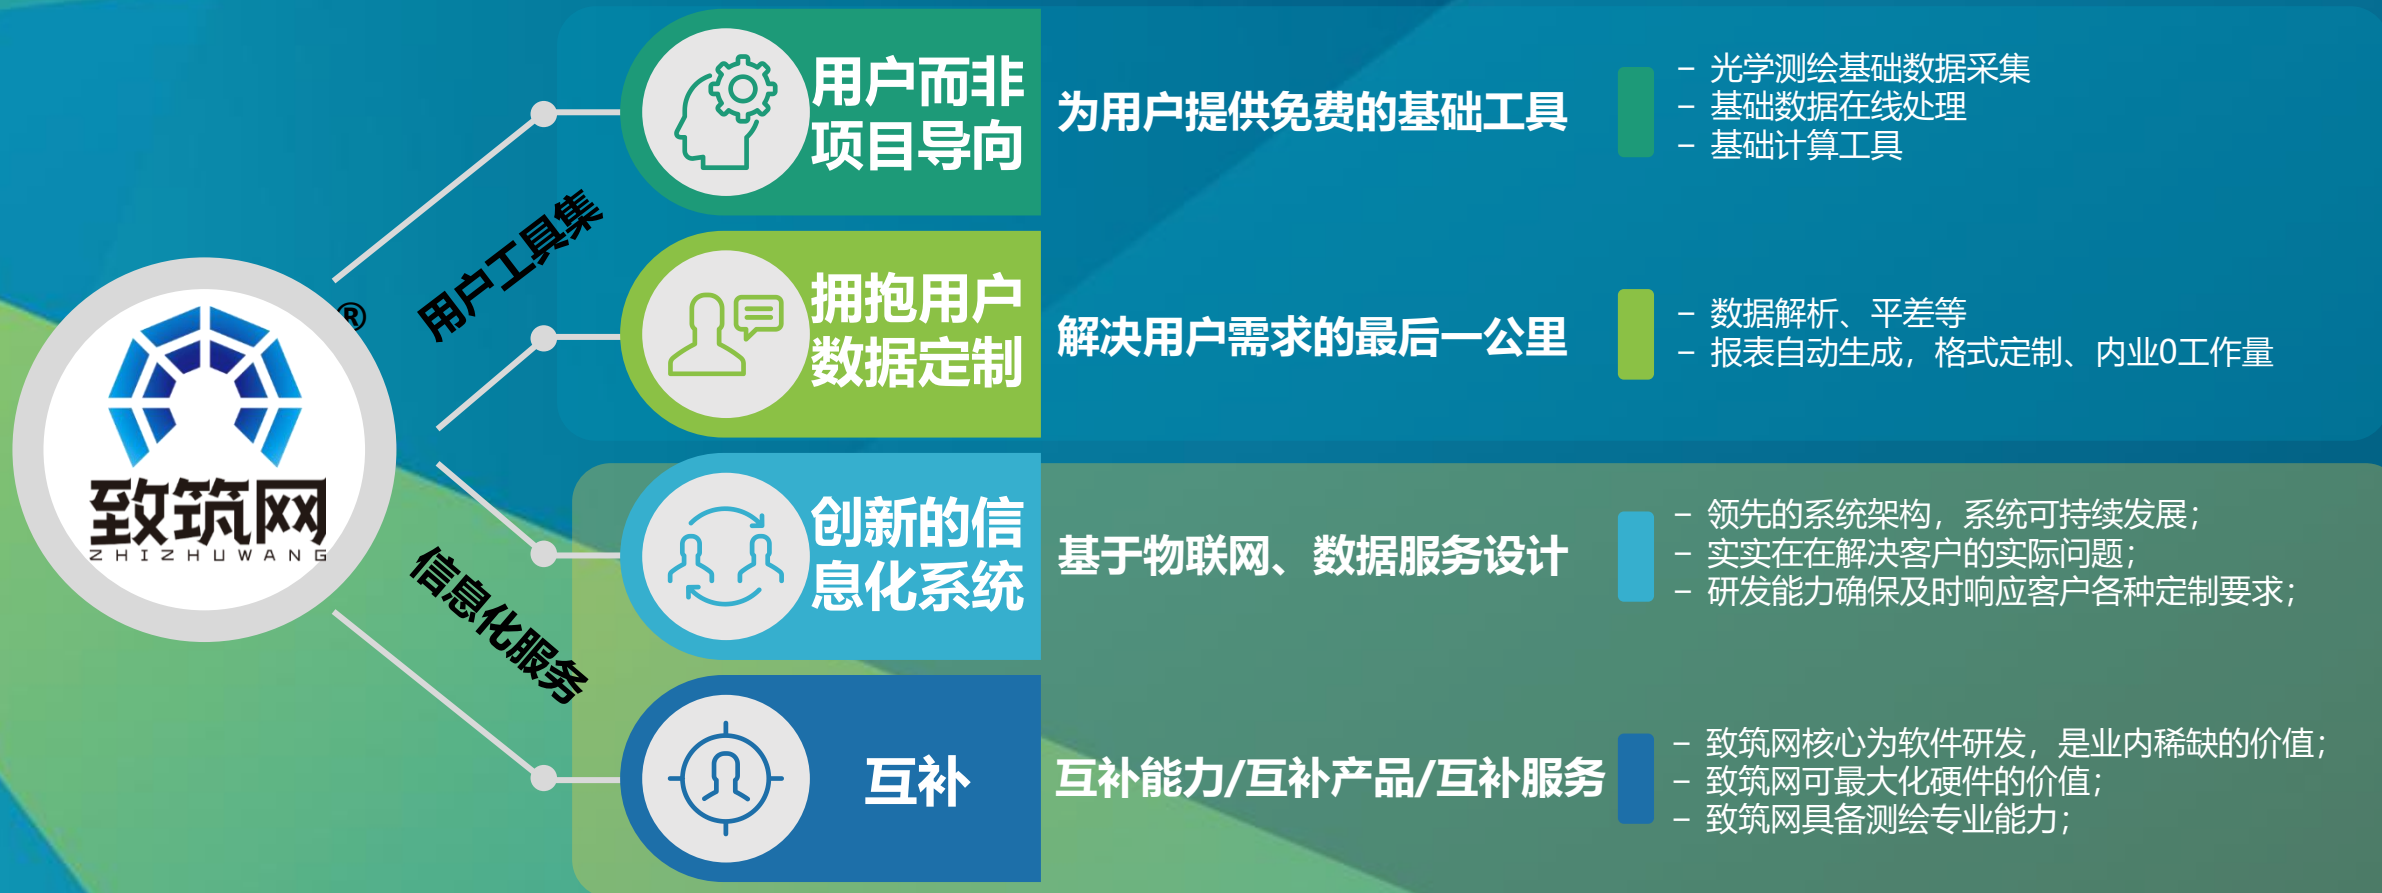 ®
致筑网
ZHIZHUWANG
用户工具集
信息化服务
用户而非
项目导向
为用户提供免费的基础工具
– 光学测绘基础数据采集
– 基础数据在线处理
– 基础计算工具
拥抱用户
数据定制
解决用户需求的最后一公里
– 数据解析、平差等
– 报表自动生成，格式定制、内业0工作量
创新的信
息化系统
基于物联网、数据服务设计
– 领先的系统架构，系统可持续发展；
– 实实在在解决客户的实际问题；
– 研发能力确保及时响应客户各种定制要求；
互补
互补能力/互补产品/互补服务
– 致筑网核心为软件研发，是业内稀缺的价值；
– 致筑网可最大化硬件的价值；
– 致筑网具备测绘专业能力；